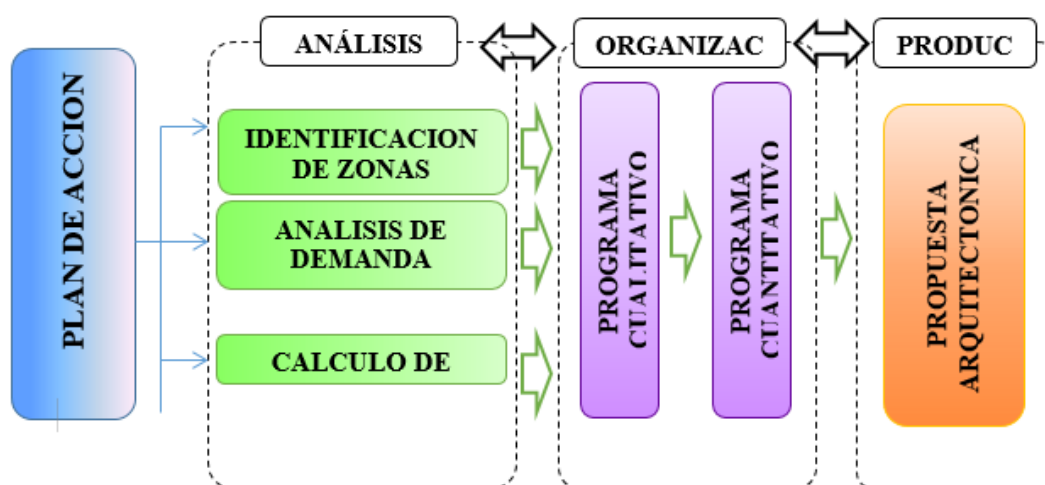 ANÁLISIS
ORGANIZAC
PRODUC
PLAN DE ACCION
IDENTIFICACION
DE ZONAS
ANALISIS DE
DEMANDA
CALCULO DE
PROGRAMA
CUALITATIVO
PROGRAMA
CUANTITATIVO
PROPUESTA
ARQUITECTONICA